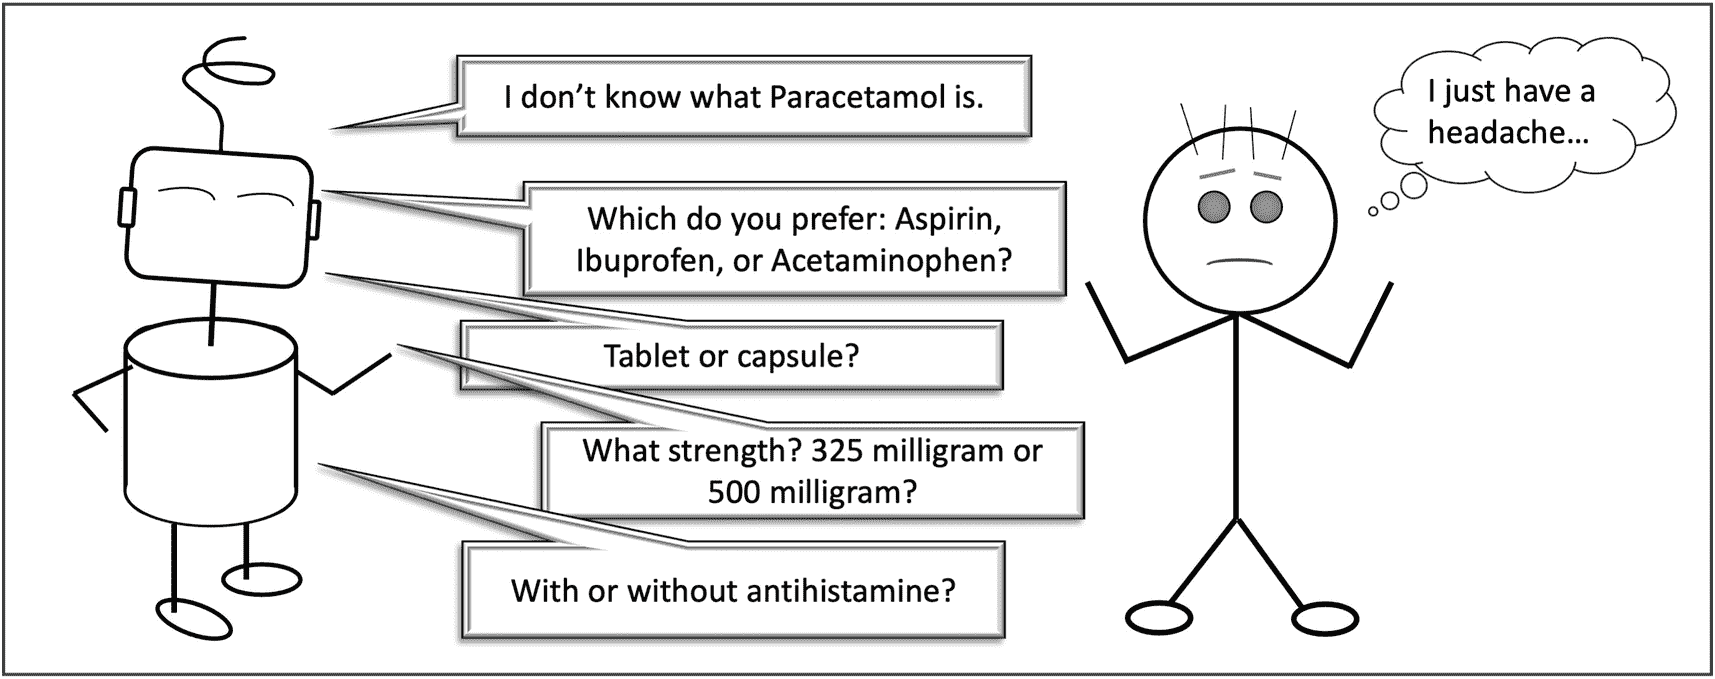 I don’t know what Paracetamol is.
I just have a
headache...
Which do you prefer: Aspirin,
Ibuprofen, or Acetaminophen?
Tablet or capsule?
What strength? 325 milligram or
500 milligram?
With or without antihistamine?